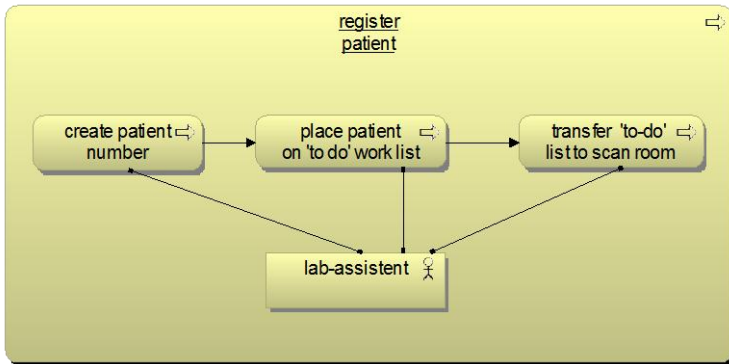 register
patient
create patient
number
place patient
on 'to do' work list
transfer 'to-do'
list to scan room
lab-assistent